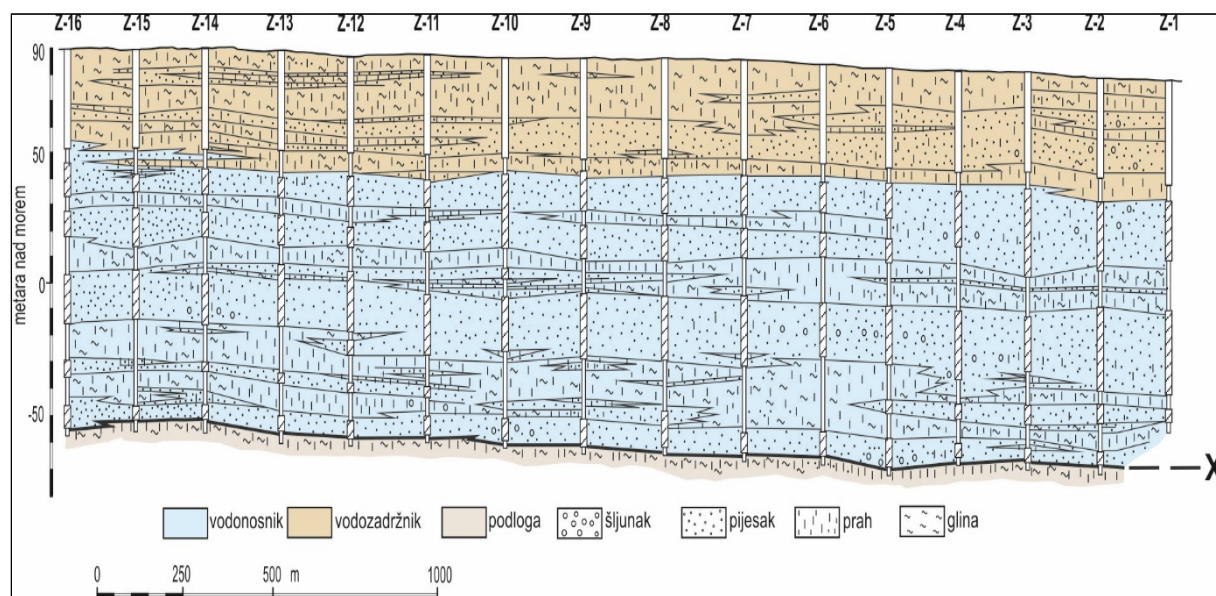 Z-16 Z-15 Z-14 Z-13 Z-12 Z-11 Z-10 Z-9 Z-8 Z-7 Z-6 Z-5 Z-4 Z-3 Z-2 Z-1
90
50
0
-50
metara nad morem
X
vodonosnik vodozadržnik podloga šljunak pijesak prah glina
0 250 500 m 1000